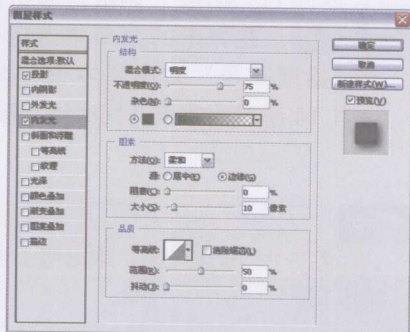 图层样式
样式
混合选项:默认
投影
内阴影
外发光
内发光
斜面和浮雕
等高线
纹理
光泽
颜色叠加
渐变叠加
图案叠加
描边
内发光
结构
混合模式: 明度
不透明度(O): 75 %
杂色(N): 0 %
图素
方法(Q): 柔和
源: 居中(E) 边缘(G)
阻塞(C): 0 %
大小(S): 10 像素
品质
等高线: 消除锯齿(L)
范围(R): 50 %
抖动(J): 0 %
确定
取消
新建样式(W)...
预览(V)